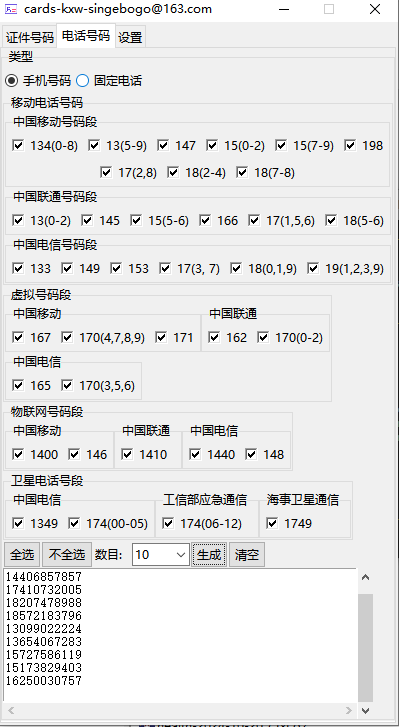 cards-kxw-singebogo@163.com
证件号码 电话号码 设置
类型
手机号码 固定电话
移动电话号码
中国移动号码段
134(0-8) 13(5-9) 147 15(0-2) 15(7-9) 198
17(2,8) 18(2-4) 18(7-8)
中国联通号码段
13(0-2) 145 15(5-6) 166 17(1,5,6) 18(5-6)
中国电信号码段
133 149 153 17(3, 7) 18(0,1,9) 19(1,2,3,9)
虚拟号码段
中国移动 中国联通
167 170(4,7,8,9) 171 162 170(0-2)
中国电信
165 170(3,5,6)
物联网号码段
中国移动 中国联通 中国电信
1400 146 1410 1440 148
卫星电话号段
中国电信 工信部应急通信 海事卫星通信
1349 174(00-05) 174(06-12) 1749
全选 不全选 数目: 10 生成 清空
14406857857
17410732005
18207478988
18572183796
13099022224
13654067283
15727586119
15173829403
16250030757